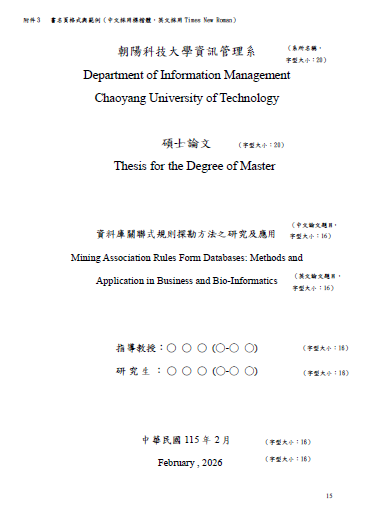 附件3　書名頁格式與範例（中文採用標楷體，英文採用 Times New Roman）
朝陽科技大學資訊管理系 （系所名稱，字型大小：20）
Department of Information Management
Chaoyang University of Technology
碩士論文 （字型大小：20）
Thesis for the Degree of Master
資料庫關聯式規則探勘方法之研究及應用 （中文論文題目，字型大小：16）
Mining Association Rules Form Databases: Methods and
Application in Business and Bio-Informatics （英文論文題目，字型大小：16）
指導教授：○ ○ ○ (○-○ ○) （字型大小：16）
研 究 生 ：○ ○ ○ (○-○ ○) （字型大小：16）
中華民國 115 年 2 月 （字型大小：16）
February , 2026 （字型大小：16）
15